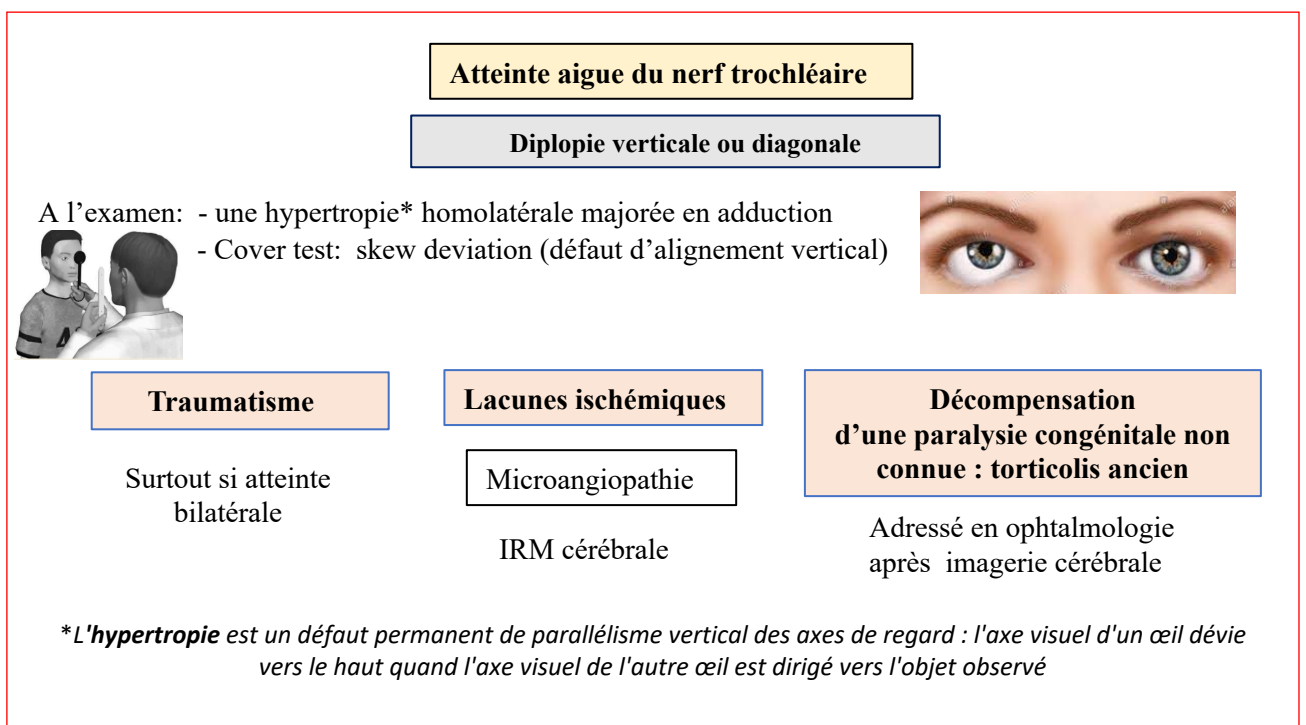 Atteinte aigue du nerf trochléaire
Diplopie verticale ou diagonale
A l’examen: - une hypertropie* homolatérale majorée en adduction
- Cover test: skew deviation (défaut d’alignement vertical)
Traumatisme
Surtout si atteinte
bilatérale
Lacunes ischémiques
Microangiopathie
IRM cérébrale
Décompensation
d’une paralysie congénitale non
connue : torticolis ancien
Adressé en ophtalmologie
après imagerie cérébrale
*L'hypertropie est un défaut permanent de parallélisme vertical des axes de regard : l'axe visuel d'un œil dévie
vers le haut quand l'axe visuel de l'autre œil est dirigé vers l'objet observé